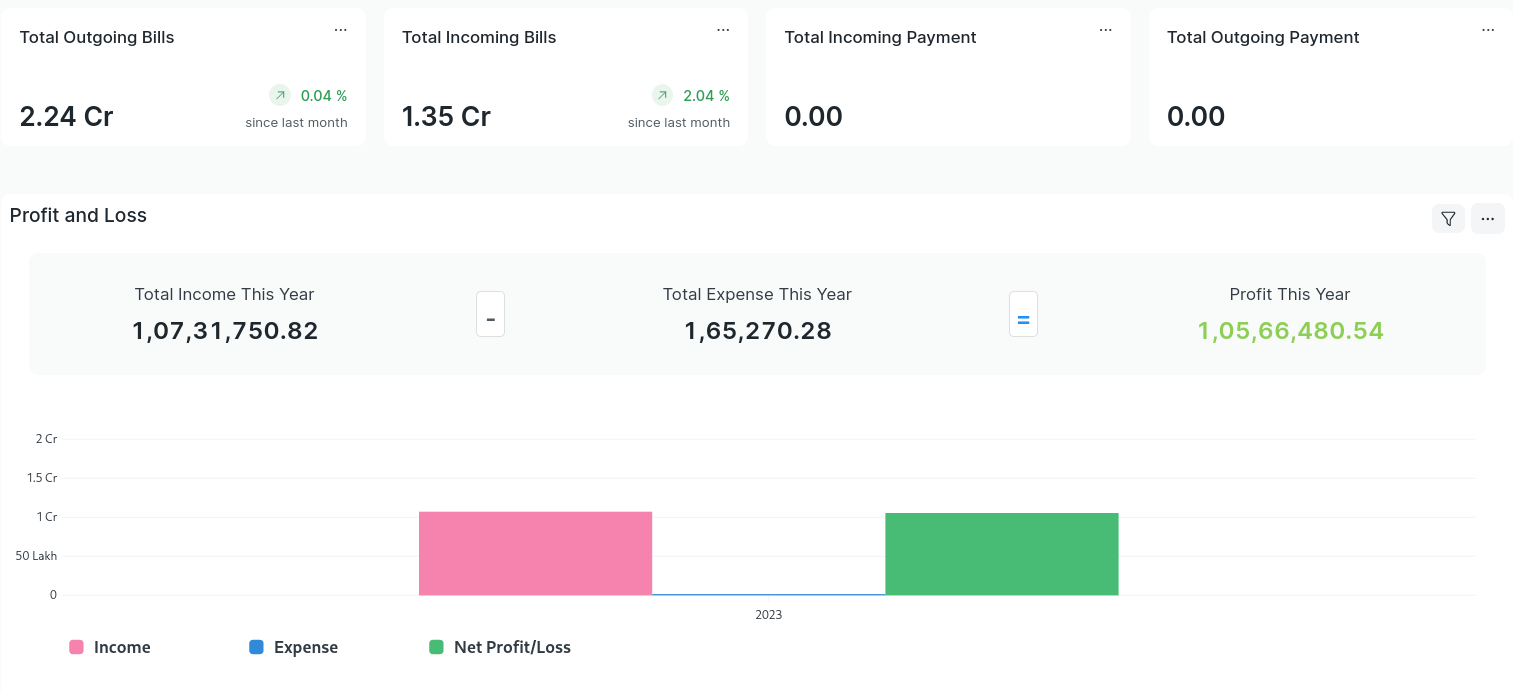 Total Outgoing Bills
...
2.24 Cr
0.04 %
since last month
Total Incoming Bills
...
1.35 Cr
2.04 %
since last month
Total Incoming Payment
...
0.00
Total Outgoing Payment
...
0.00
Profit and Loss
...
Total Income This Year
1,07,31,750.82
-
Total Expense This Year
1,65,270.28
=
Profit This Year
1,05,66,480.54
2 Cr
1.5 Cr
1 Cr
50 Lakh
0
2023
Income
Expense
Net Profit/Loss